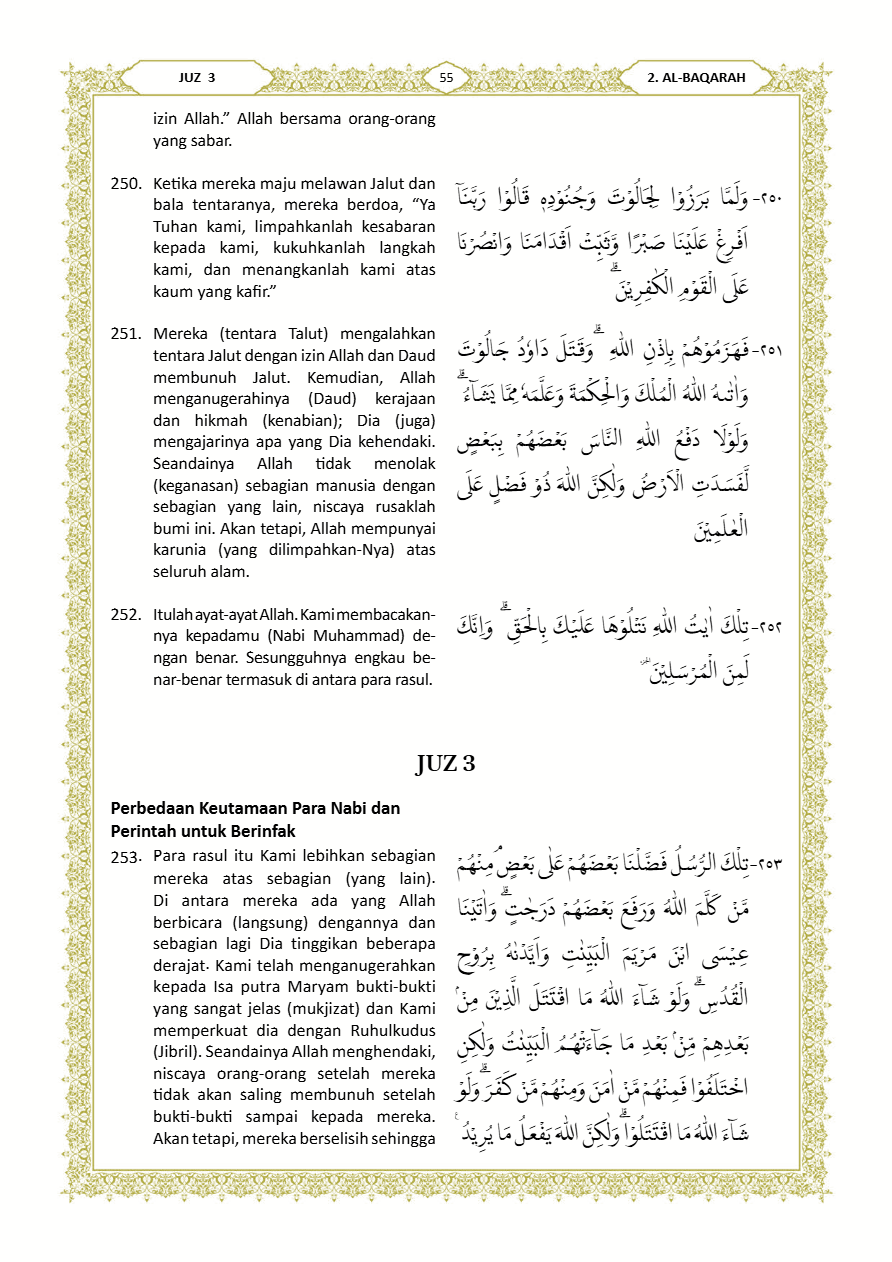 JUZ 3
55
2. AL-BAQARAH
izin Allah.” Allah bersama orang-orang
yang sabar.
250. Ketika mereka maju melawan Jalut dan
bala tentaranya, mereka berdoa, “Ya
Tuhan kami, limpahkanlah kesabaran
kepada kami, kukuhkanlah langkah
kami, dan menangkanlah kami atas
kaum yang kafir.”
٢٥٠- وَلَمَّا بَرَزُوْا لِجَالُوْتَ وَجُنُوْدِهٖ قَالُوْا رَبَّنَآ
اَفْرِغْ عَلَيْنَا صَبْرًا وَّثَبِّتْ اَقْدَامَنَا وَانْصُرْنَا
عَلَى الْقَوْمِ الْكٰفِرِيْنَ ۗ
251. Mereka (tentara Talut) mengalahkan
tentara Jalut dengan izin Allah dan Daud
membunuh Jalut. Kemudian, Allah
menganugerahinya (Daud) kerajaan
dan hikmah (kenabian); Dia (juga)
mengajarinya apa yang Dia kehendaki.
Seandainya Allah tidak menolak
(keganasan) sebagian manusia dengan
sebagian yang lain, niscaya rusaklah
bumi ini. Akan tetapi, Allah mempunyai
karunia (yang dilimpahkan-Nya) atas
seluruh alam.
٢٥١- فَهَزَمُوْهُمْ بِاِذْنِ اللّٰهِ ۗوَقَتَلَ دَاوٗدُ جَالُوْتَ
وَاٰتٰىهُ اللّٰهُ الْمُلْكَ وَالْحِكْمَةَ وَعَلَّمَهٗ مِمَّا يَشَاۤءُ ۗ
وَلَوْلَا دَفْعُ اللّٰهِ النَّاسَ بَعْضَهُمْ بِبَعْضٍ
لَّفَسَدَتِ الْاَرْضُ وَلٰكِنَّ اللّٰهَ ذُوْ فَضْلٍ عَلَى
الْعٰلَمِيْنَ
252. Itulah ayat-ayat Allah. Kami membacakan-
nya kepadamu (Nabi Muhammad) de-
ngan benar. Sesungguhnya engkau be-
nar-benar termasuk di antara para rasul.
٢٥٢- تِلْكَ اٰيٰتُ اللّٰهِ نَتْلُوْهَا عَلَيْكَ بِالْحَقِّ ۗ وَاِنَّكَ
لَمِنَ الْمُرْسَلِيْنَ ۔
JUZ 3
Perbedaan Keutamaan Para Nabi dan
Perintah untuk Berinfak
253. Para rasul itu Kami lebihkan sebagian
mereka atas sebagian (yang lain).
Di antara mereka ada yang Allah
berbicara (langsung) dengannya dan
sebagian lagi Dia tinggikan beberapa
derajat. Kami telah menganugerahkan
kepada Isa putra Maryam bukti-bukti
yang sangat jelas (mukjizat) dan Kami
memperkuat dia dengan Ruhulkudus
(Jibril). Seandainya Allah menghendaki,
niscaya orang-orang setelah mereka
tidak akan saling membunuh setelah
bukti-bukti sampai kepada mereka.
Akan tetapi, mereka berselisih sehingga
٢٥٣- تِلْكَ الرُّسُلُ فَضَّلْنَا بَعْضَهُمْ عَلٰى بَعْضٍۘ مِنْهُمْ
مَّنْ كَلَّمَ اللّٰهُ وَرَفَعَ بَعْضَهُمْ دَرَجٰتٍۗ وَاٰتَيْنَا
عِيْسَى ابْنَ مَرْيَمَ الْبَيِّنٰتِ وَاَيَّدْنٰهُ بِرُوْحِ
الْقُدُسِۗ وَلَوْ شَاۤءَ اللّٰهُ مَا اقْتَتَلَ الَّذِيْنَ مِنْۢ
بَعْدِهِمْ مِّنْۢ بَعْدِ مَا جَاۤءَتْهُمُ الْبَيِّنٰتُ وَلٰكِنِ
اخْتَلَفُوْا فَمِنْهُمْ مَّنْ اٰمَنَ وَمِنْهُمْ مَّنْ كَفَرَ ۗوَلَوْ
شَاۤءَ اللّٰهُ مَا اقْتَتَلُوْاۗ وَلٰكِنَّ اللّٰهَ يَفْعَلُ مَا يُرِيْدُ ࣖ